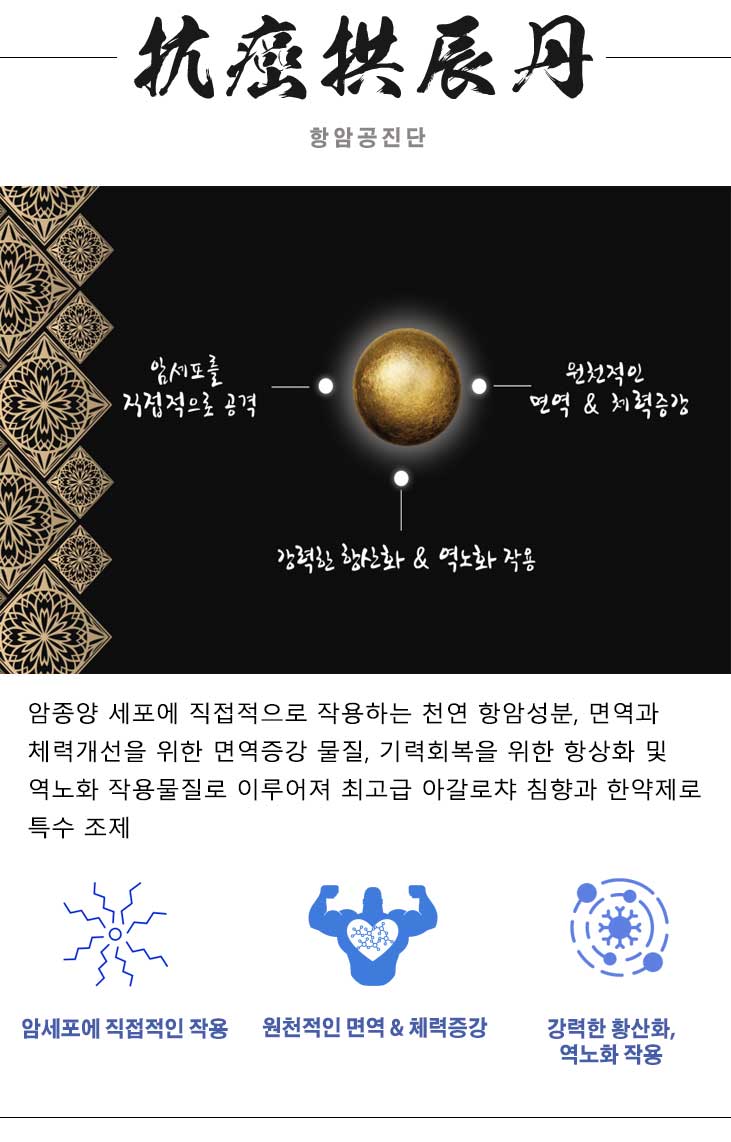 抗癌拱辰丹
항암공진단
암세포를
직접적으로 공격
원천적인
면역 & 체력증강
강력한 항산화 & 역노화 작용
암종양 세포에 직접적으로 작용하는 천연 항암성분, 면역과
체력개선을 위한 면역증강 물질, 기력회복을 위한 항상화 및
역노화 작용물질로 이루어져 최고급 아갈로챠 침향과 한약제로
특수 조제
암세포에 직접적인 작용
원천적인 면역 & 체력증강
강력한 황산화,
역노화 작용